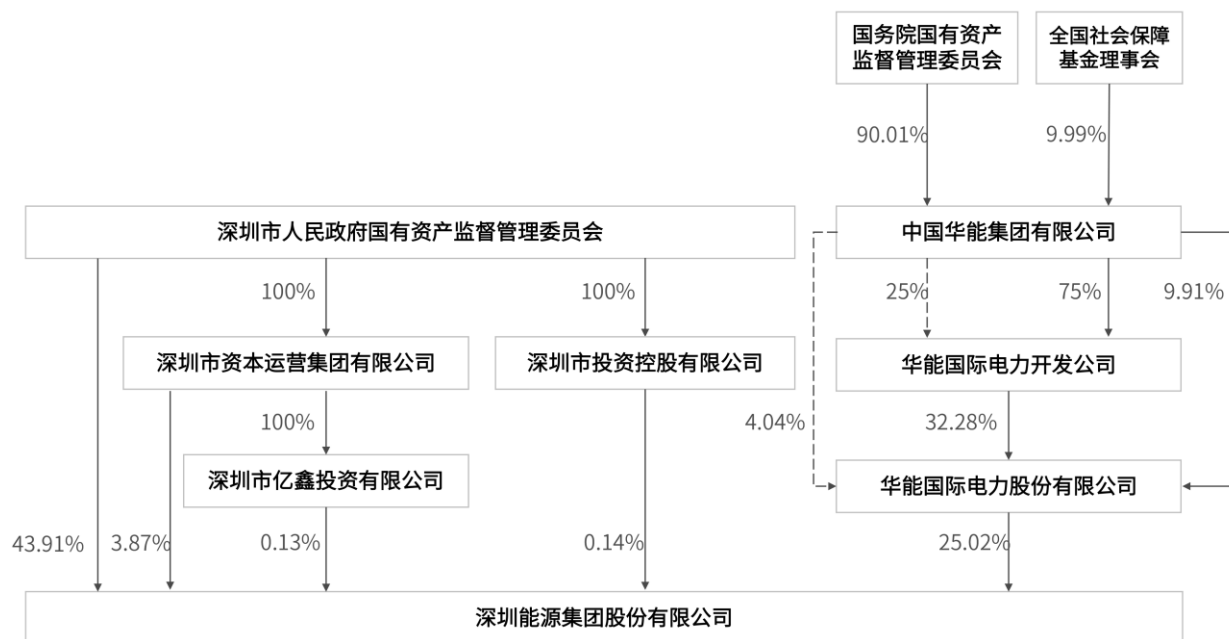 国务院国有资产
监督管理委员会
全国社会保障
基金理事会
90.01%
9.99%
深圳市人民政府国有资产监督管理委员会
中国华能集团有限公司
100%
100%
25%
75%
9.91%
深圳市资本运营集团有限公司
深圳市投资控股有限公司
华能国际电力开发公司
100%
4.04%
32.28%
深圳市亿鑫投资有限公司
华能国际电力股份有限公司
43.91%
3.87%
0.13%
0.14%
25.02%
深圳能源集团股份有限公司